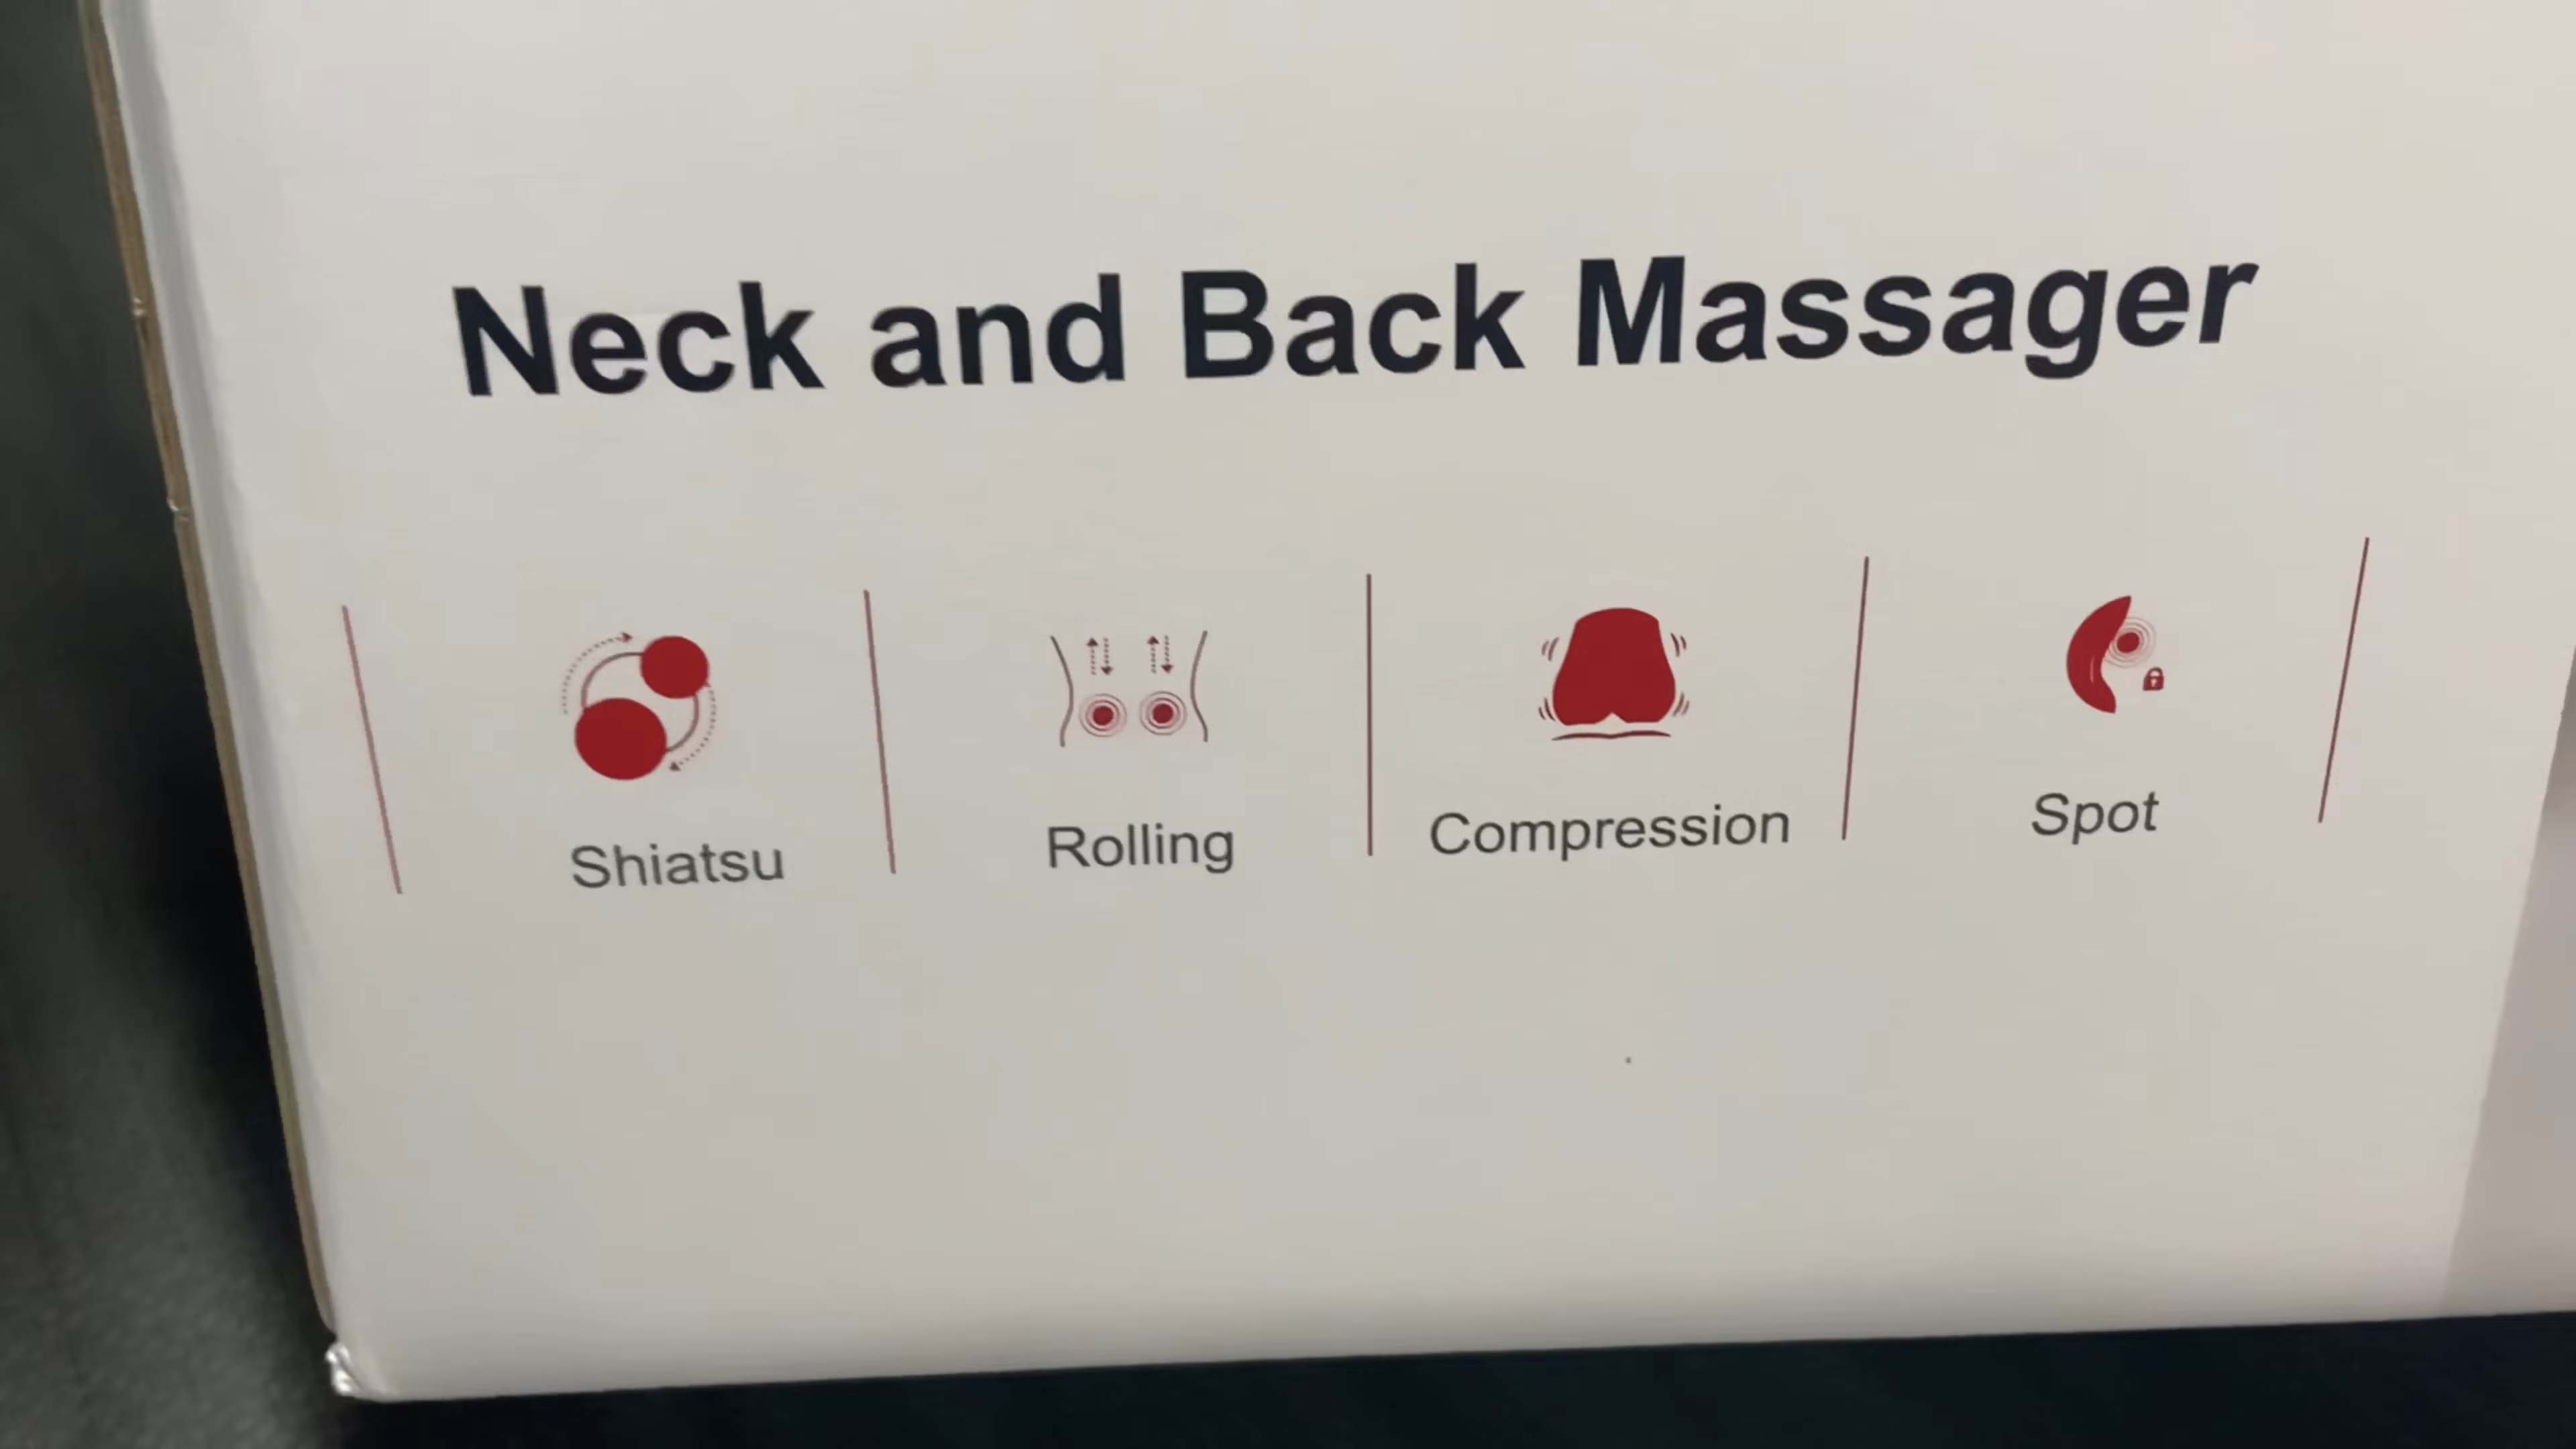 Neck and Back Massager
Shiatsu
Rolling
Compression
Spot